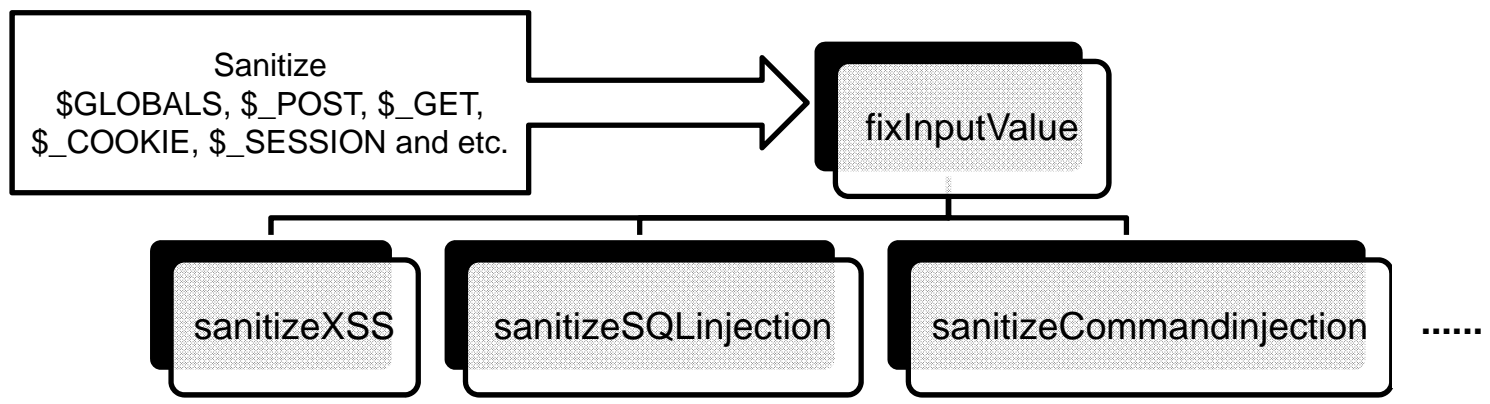 Sanitize
$GLOBALS, $_POST, $_GET,
$_COOKIE, $_SESSION and etc.
fixInputValue
sanitizeXSS
sanitizeSQLinjection
sanitizeCommandinjection
......